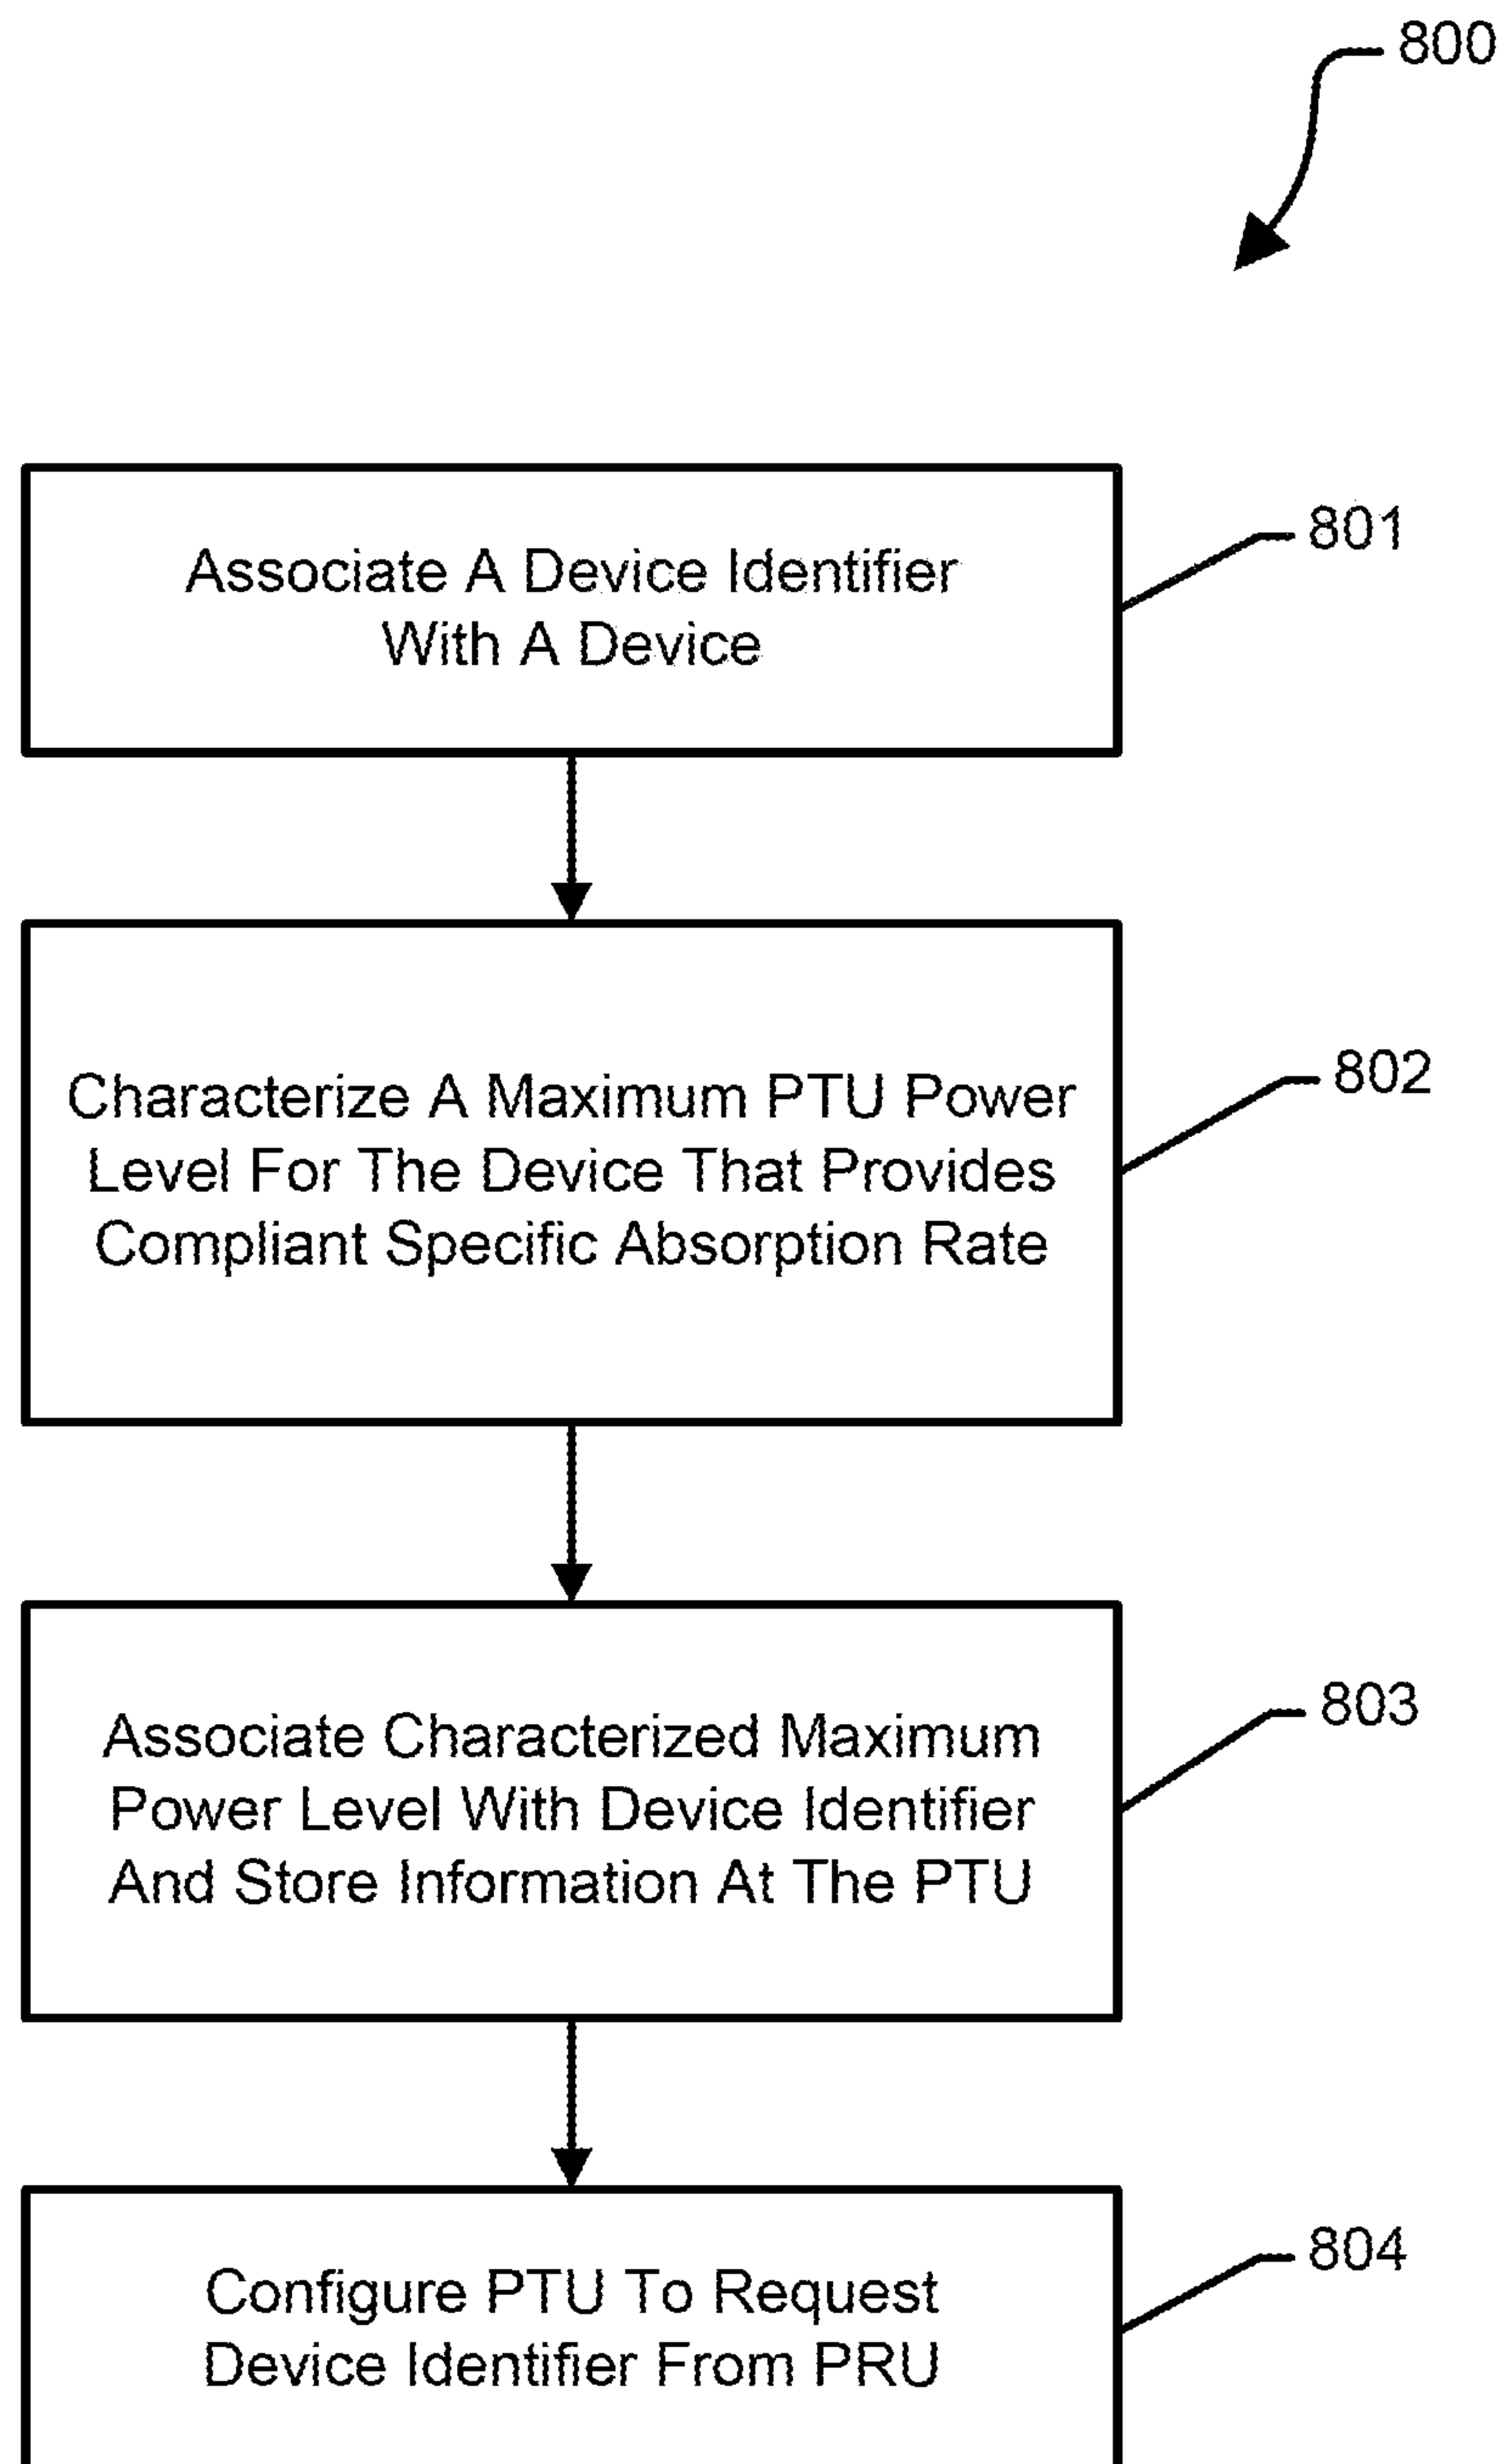 800
Associate A Device Identifier
With A Device
801
Characterize A Maximum PTU Power
Level For The Device That Provides
Compliant Specific Absorption Rate
802
Associate Characterized Maximum
Power Level With Device Identifier
And Store Information At The PTU
803
Configure PTU To Request
Device Identifier From PRU
804